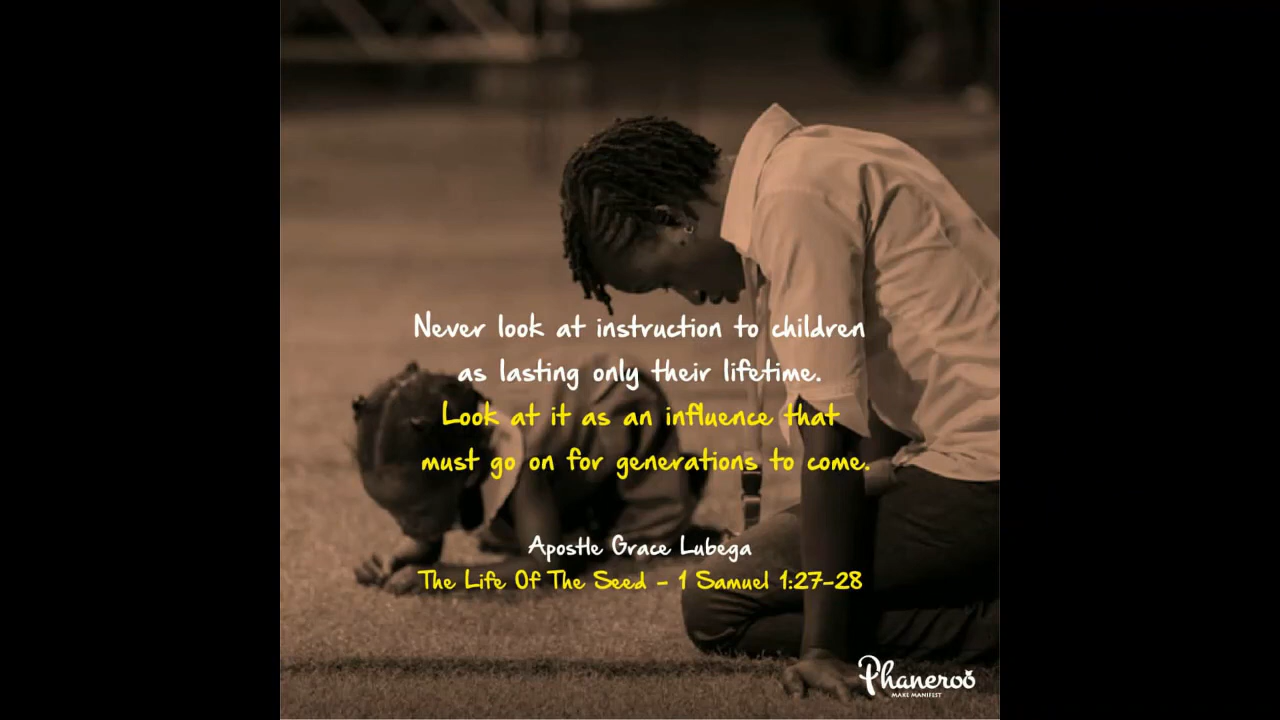 Never look at instruction to children
as lasting only their lifetime.
Look at it as an influence that
must go on for generations to come.
Apostle Grace Lubega
The Life Of The Seed - 1 Samuel 1:27-28
Phaneroo
MAKE MANIFEST